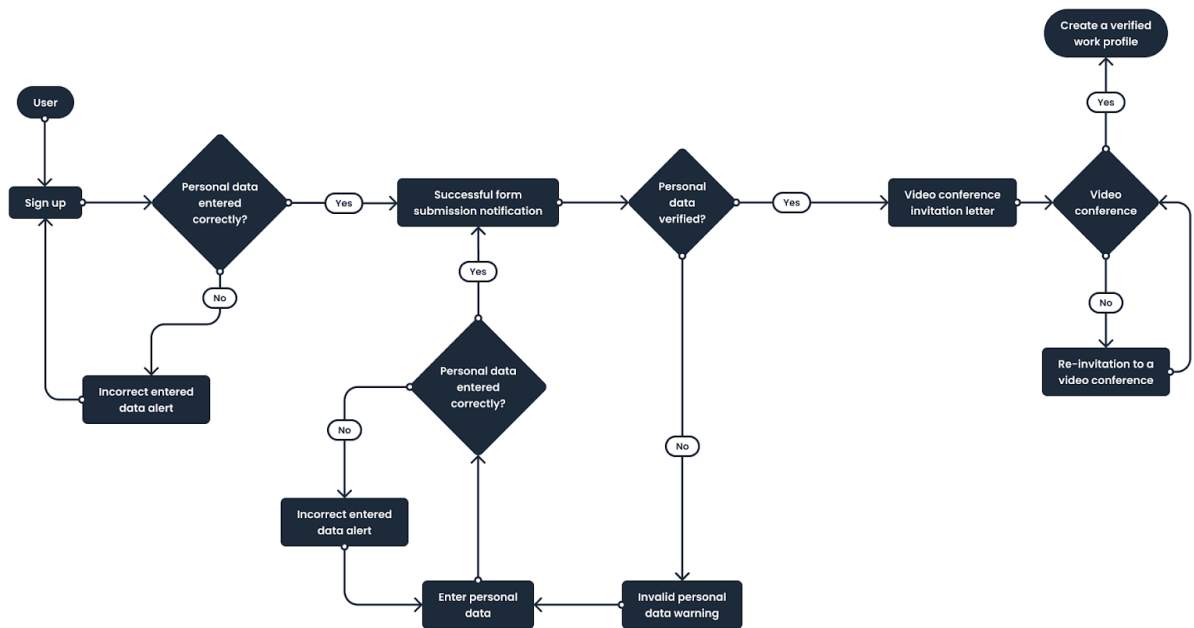 Create a verified
work profile
User
Yes
Sign up
Personal data
entered
correctly?
Yes
Successful form
submission notification
Personal
data
verified?
Yes
Video conference
invitation letter
Video
conference
No
Yes
No
Re-invitation to a
video conference
Incorrect entered
data alert
Personal data
entered
correctly?
No
No
Incorrect entered
data alert
Enter personal
data
Invalid personal
data warning